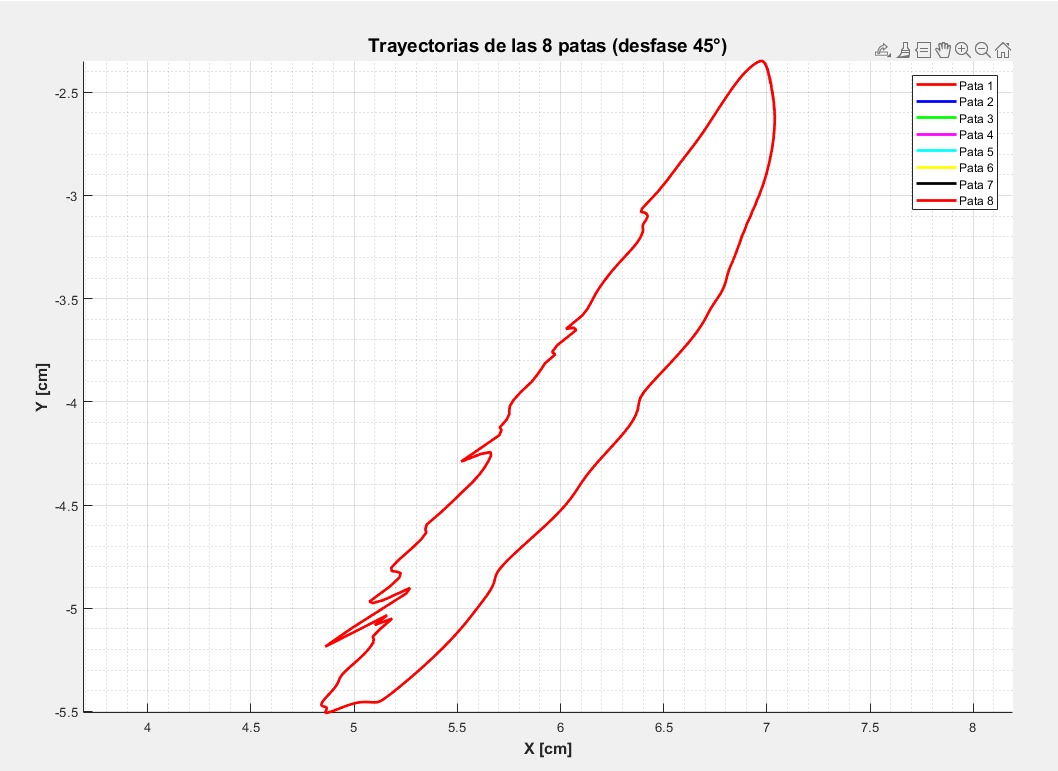 Trayectorias de las 8 patas (desfase 45°)
Pata 1
Pata 2
Pata 3
Pata 4
Pata 5
Pata 6
Pata 7
Pata 8
Y [cm]
-2.5
-3
-3.5
-4
-4.5
-5
-5.5
4 4.5 5 5.5 6 6.5 7 7.5 8
X [cm]